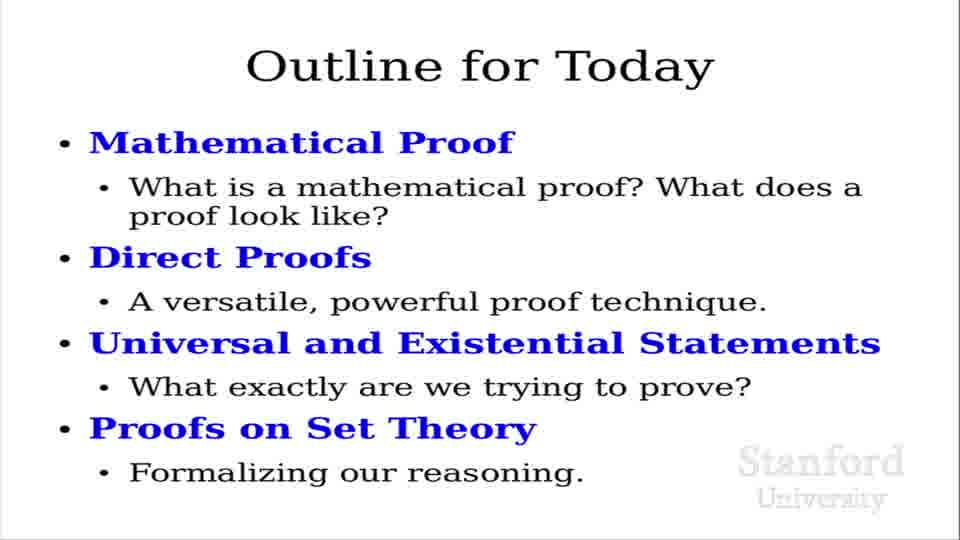 Outline for Today
• Mathematical Proof
• What is a mathematical proof? What does a
proof look like?
• Direct Proofs
• A versatile, powerful proof technique.
• Universal and Existential Statements
• What exactly are we trying to prove?
• Proofs on Set Theory
• Formalizing our reasoning.
Stanford
University